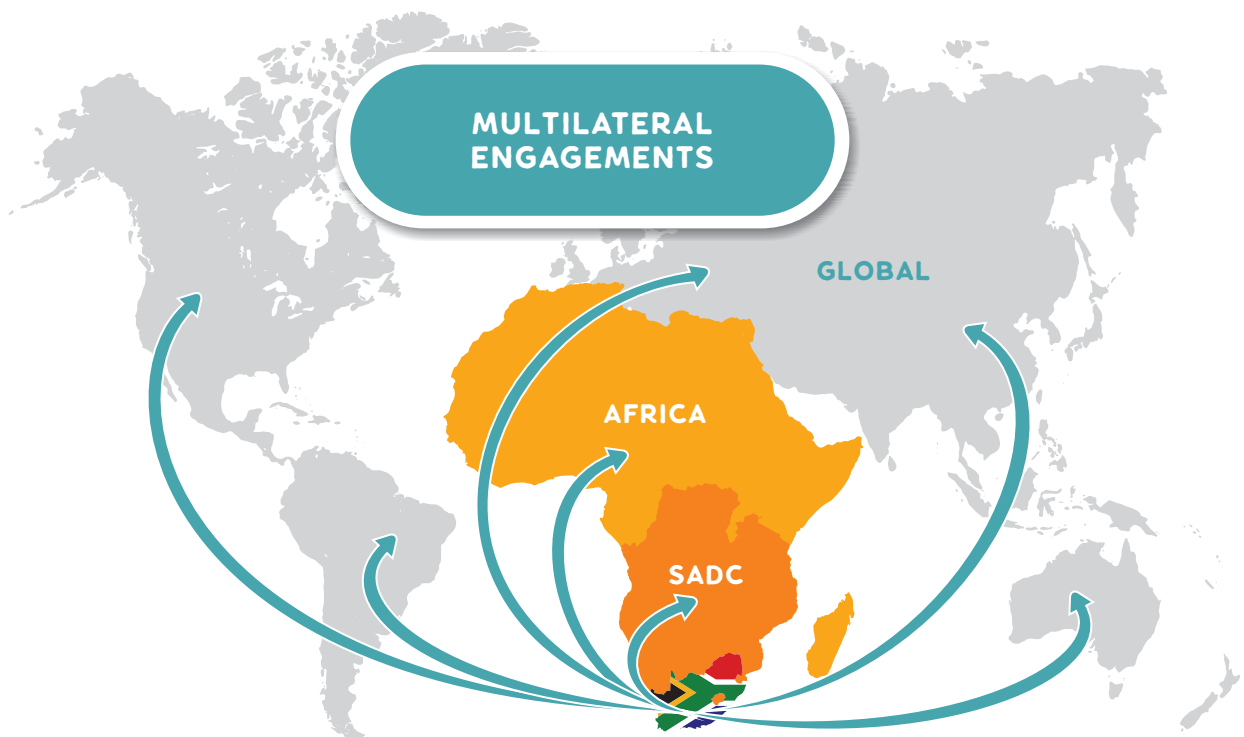 MULTILATERAL
ENGAGEMENTS
GLOBAL
AFRICA
SADC